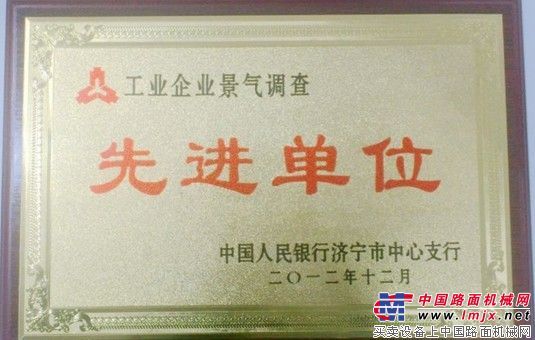 工业企业景气调查
先进单位
中国人民银行济宁市中心支行
二〇一二年十二月
中国路面机械网
www.lmjx.net
买卖设备上中国路面机械网